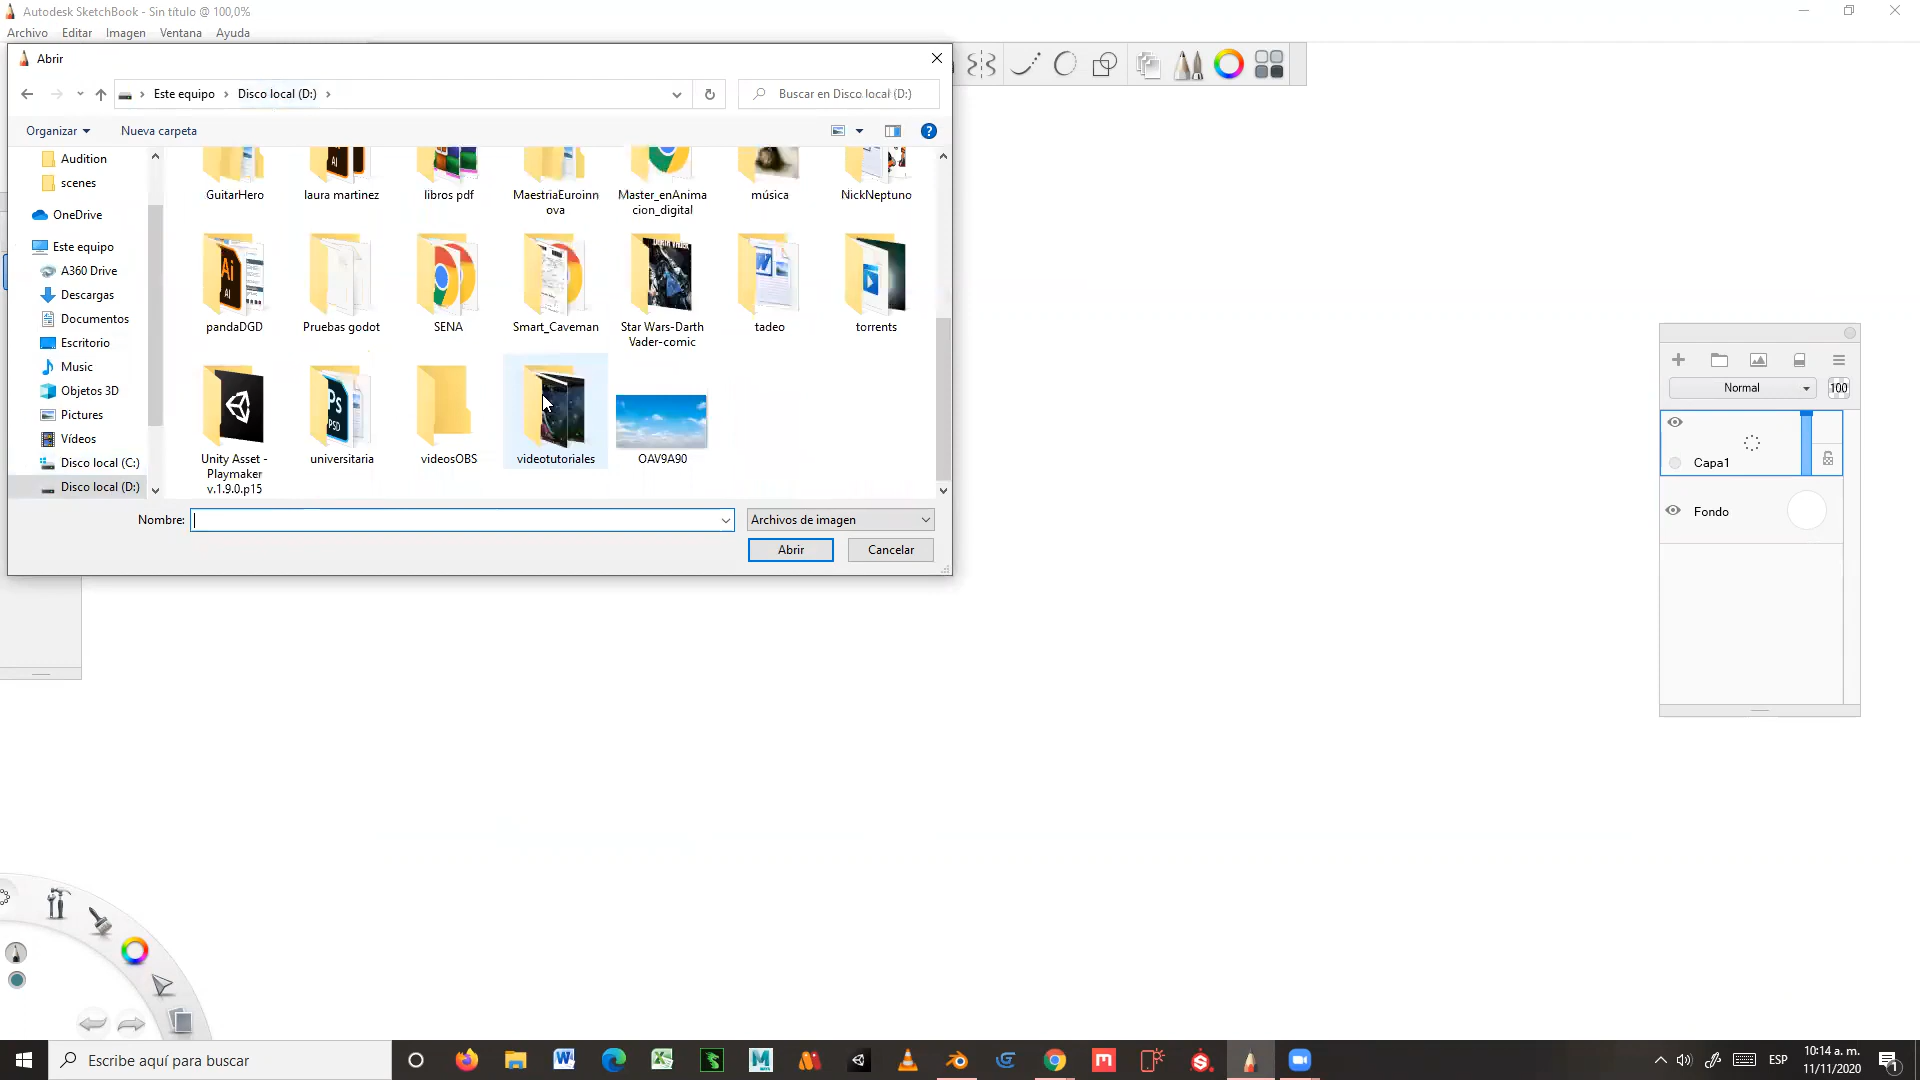 Autodesk SketchBook - Sin título @ 100,0%
Archivo Editar Imagen Ventana Ayuda
Abrir
Este equipo › Disco local (D:) ›
Buscar en Disco local (D:)
Organizar
Nueva carpeta
Audition
scenes
OneDrive
Este equipo
A360 Drive
Descargas
Documentos
Escritorio
Music
Objetos 3D
Pictures
Vídeos
Disco local (C:)
Disco local (D:)
GuitarHero
laura martinez
libros pdf
MaestriaEuroinn
ova
Master_enAnima
cion_digital
música
NickNeptuno
pandaDGD
Pruebas godot
SENA
Smart_Caveman
Star Wars-Darth
Vader-comic
tadeo
torrents
Unity Asset -
Playmaker
v.1.9.0.p15
universitaria
videosOBS
videotutoriales
OAV9A90
Nombre:
Archivos de imagen
Abrir
Cancelar
Normal
100
Capa1
Fondo
Escribe aquí para buscar
ESP
10:14 a. m.
11/11/2020
1